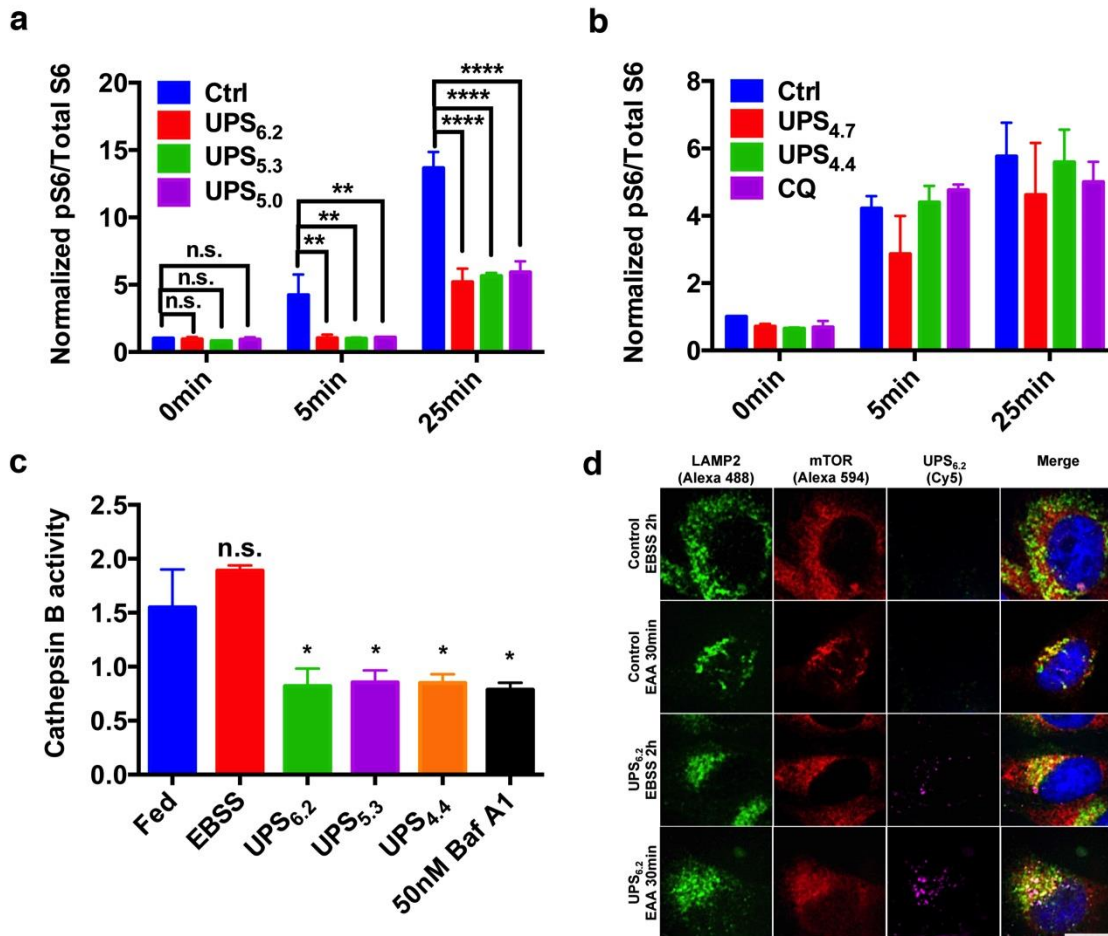 a
Normalized pS6/Total S6
20
15
10
5
0
Ctrl
UPS6.2
UPS5.3
UPS5.0
n.s.
n.s.
n.s.
**
**
**
****
****
****
0min
5min
25min
b
Normalized pS6/Total S6
8
6
4
2
0
Ctrl
UPS4.7
UPS4.4
CQ
0min
5min
25min
c
Cathepsin B activity
2.5
2.0
1.5
1.0
0.5
0.0
n.s.
*
*
*
*
Fed
EBSS
UPS6.2
UPS5.3
UPS4.4
50nM Baf A1
d
LAMP2
(Alexa 488)
mTOR
(Alexa 594)
UPS6.2
(Cy5)
Merge
Control
EBSS 2h
Control
EAA 30min
UPS6.2
EBSS 2h
UPS6.2
EAA 30min